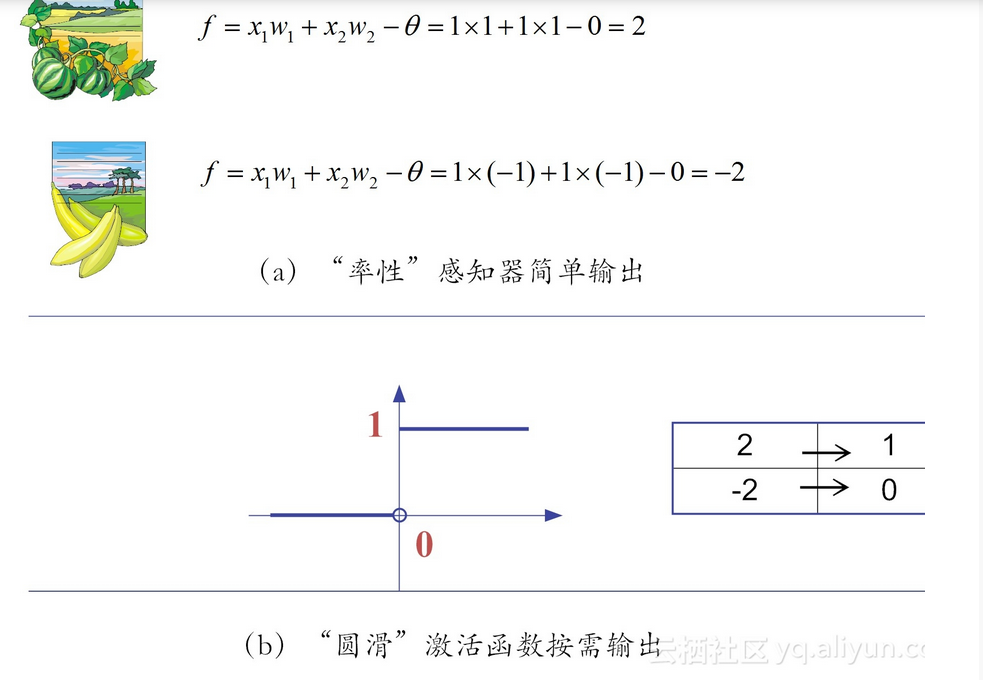 f = x₁w₁ + x₂w₂ − θ = 1×1+1×1−0 = 2
f = x₁w₁ + x₂w₂ − θ = 1×(−1)+1×(−1)−0 = −2
(a) “率性”感知器简单输出
1
0
2 → 1
-2 → 0
(b) “圆滑”激活函数按需输出
云栖社区 yq.aliyun.c